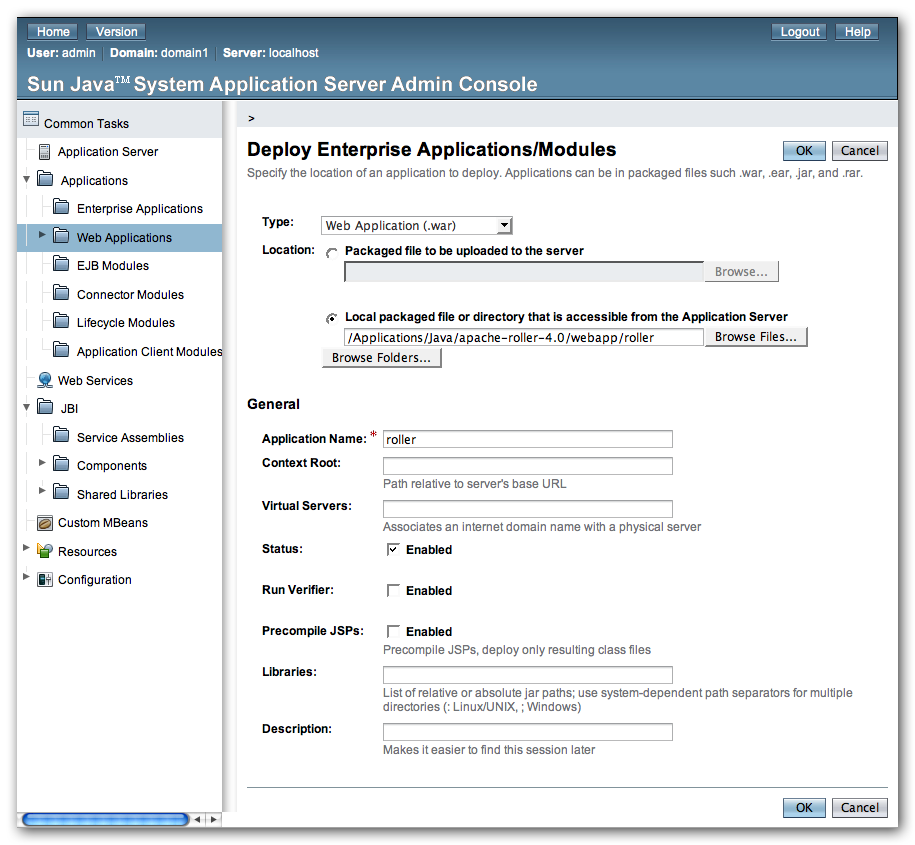 Home Version Logout Help
User: admin Domain: domain1 Server: localhost
Sun Java™ System Application Server Admin Console
Common Tasks
Application Server
Applications
Enterprise Applications
Web Applications
EJB Modules
Connector Modules
Lifecycle Modules
Application Client Modules
Web Services
JBI
Service Assemblies
Components
Shared Libraries
Custom MBeans
Resources
Configuration
>
Deploy Enterprise Applications/Modules
OK Cancel
Specify the location of an application to deploy. Applications can be in packaged files such .war, .ear, .jar, and .rar.
Type: Web Application (.war)
Location: Packaged file to be uploaded to the server
Browse...
Local packaged file or directory that is accessible from the Application Server
/Applications/Java/apache-roller-4.0/webapp/roller Browse Files...
Browse Folders...
General
Application Name: * roller
Context Root:
Path relative to server's base URL
Virtual Servers:
Associates an internet domain name with a physical server
Status: Enabled
Run Verifier: Enabled
Precompile JSPs: Enabled
Precompile JSPs, deploy only resulting class files
Libraries:
List of relative or absolute jar paths; use system-dependent path separators for multiple
directories (: Linux/UNIX, ; Windows)
Description:
Makes it easier to find this session later
OK Cancel